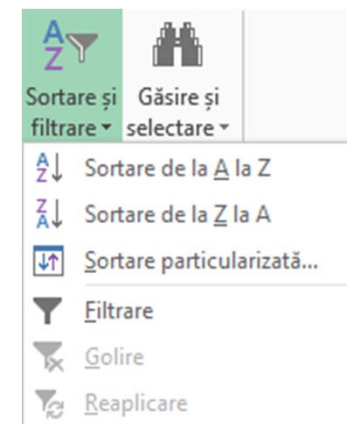 Sortare și Găsire și
filtrare selectare
Sortare de la A la Z
Sortare de la Z la A
Sortare particularizată...
Filtrare
Golire
Reaplicare